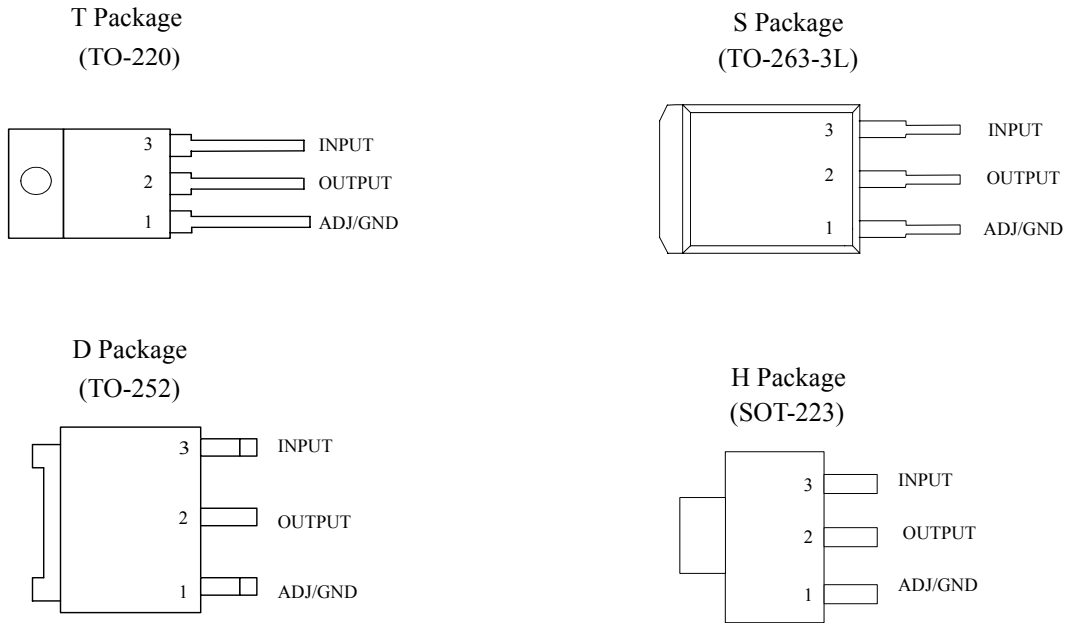 T Package
(TO-220)
3 INPUT
2 OUTPUT
1 ADJ/GND
S Package
(TO-263-3L)
3 INPUT
2 OUTPUT
1 ADJ/GND
D Package
(TO-252)
3 INPUT
2 OUTPUT
1 ADJ/GND
H Package
(SOT-223)
3 INPUT
2 OUTPUT
1 ADJ/GND